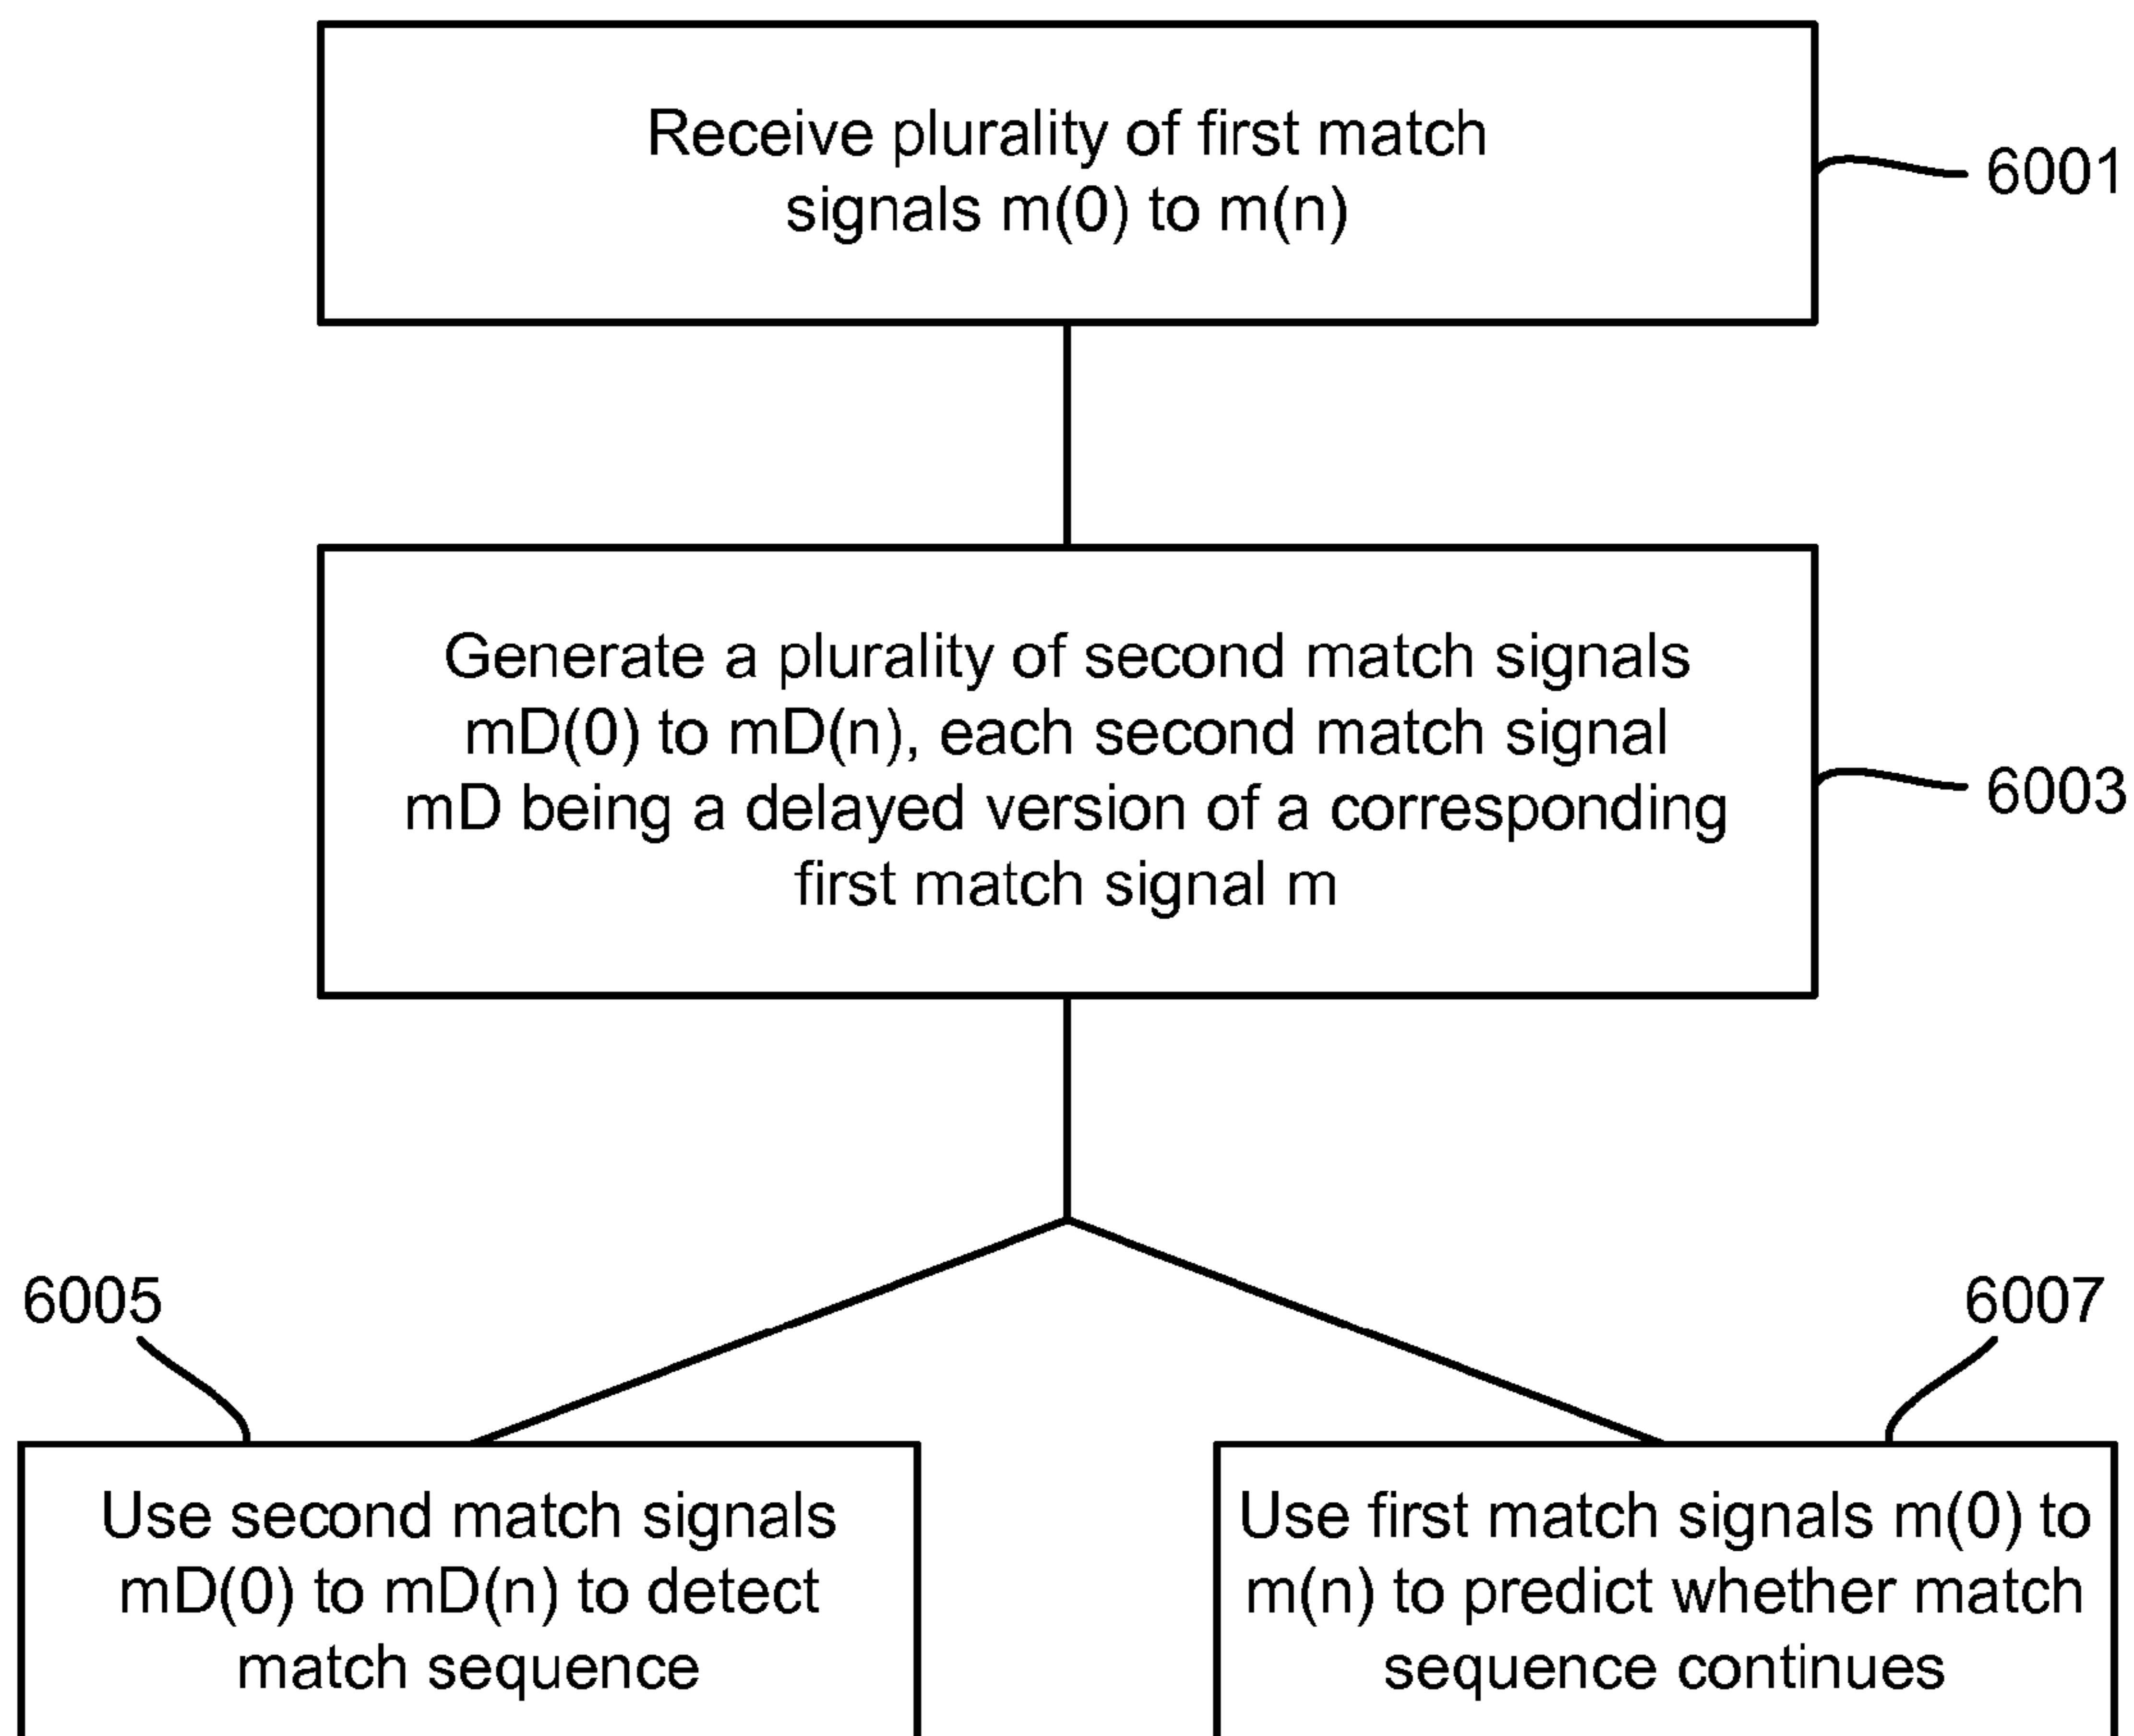 Receive plurality of first match
signals m(0) to m(n)
6001
Generate a plurality of second match signals
mD(0) to mD(n), each second match signal
mD being a delayed version of a corresponding
first match signal m
6003
6005
6007
Use second match signals
mD(0) to mD(n) to detect
match sequence
Use first match signals m(0) to
m(n) to predict whether match
sequence continues